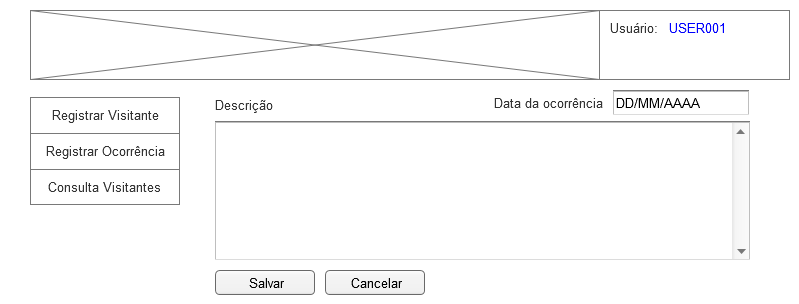 Usuário: USER001
Registrar Visitante
Registrar Ocorrência
Consulta Visitantes
Descrição
Data da ocorrência DD/MM/AAAA
Salvar
Cancelar